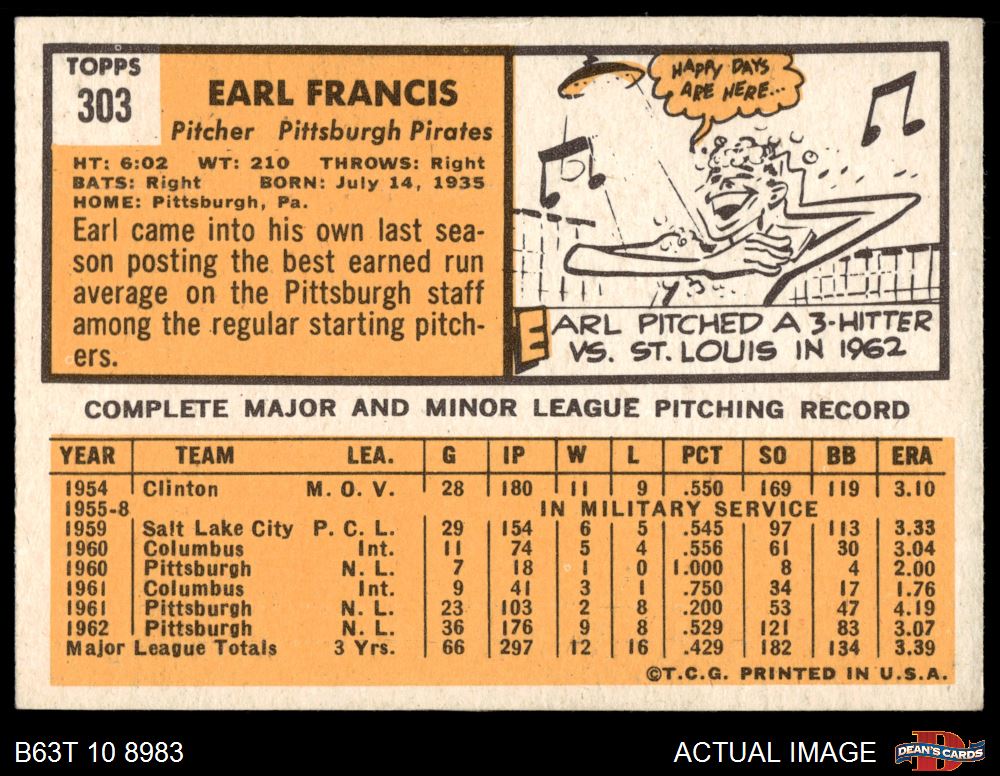 TOPPS
303
EARL FRANCIS
Pitcher Pittsburgh Pirates
HT: 6:02 WT: 210 THROWS: Right
BATS: Right BORN: July 14, 1935
HOME: Pittsburgh, Pa.
Earl came into his own last sea-
son posting the best earned run
average on the Pittsburgh staff
among the regular starting pitch-
ers.
HAPPY DAYS
ARE HERE...
EARL PITCHED A 3-HITTER
VS. ST. LOUIS IN 1962
COMPLETE MAJOR AND MINOR LEAGUE PITCHING RECORD
YEAR TEAM LEA. G IP W L PCT SO BB ERA
1954 Clinton M. O. V. 28 180 11 9 .550 169 119 3.10
1955-8 IN MILITARY SERVICE
1959 Salt Lake City P. C. L. 29 154 6 5 .545 97 113 3.33
1960 Columbus Int. 11 74 5 4 .556 61 30 3.04
1960 Pittsburgh N. L. 7 18 1 0 1.000 8 4 2.00
1961 Columbus Int. 9 41 3 1 .750 34 17 1.76
1961 Pittsburgh N. L. 23 103 2 8 .200 53 47 4.19
1962 Pittsburgh N. L. 36 176 9 8 .529 121 83 3.07
Major League Totals 3 Yrs. 66 297 12 16 .429 182 134 3.39
©T.C.G. PRINTED IN U.S.A.
B63T 10 8983
ACTUAL IMAGE
DEAN'S CARDS